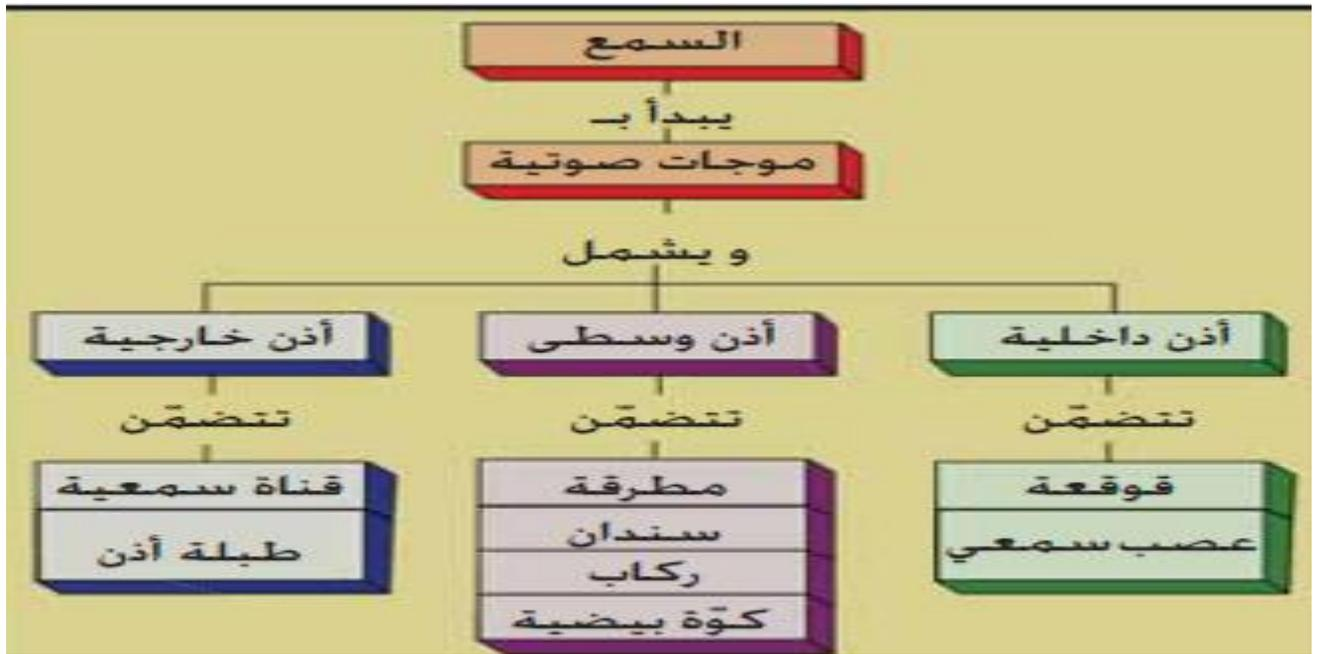 السمع
يبدأ بـ
موجات صوتية
و يشمل
أذن داخلية
أذن وسطى
أذن خارجية
تتضمّن
تتضمّن
تتضمّن
قوقعة
عصب سمعي
مطرقة
سندان
ركاب
كوّة بيضية
قناة سمعية
طبلة أذن